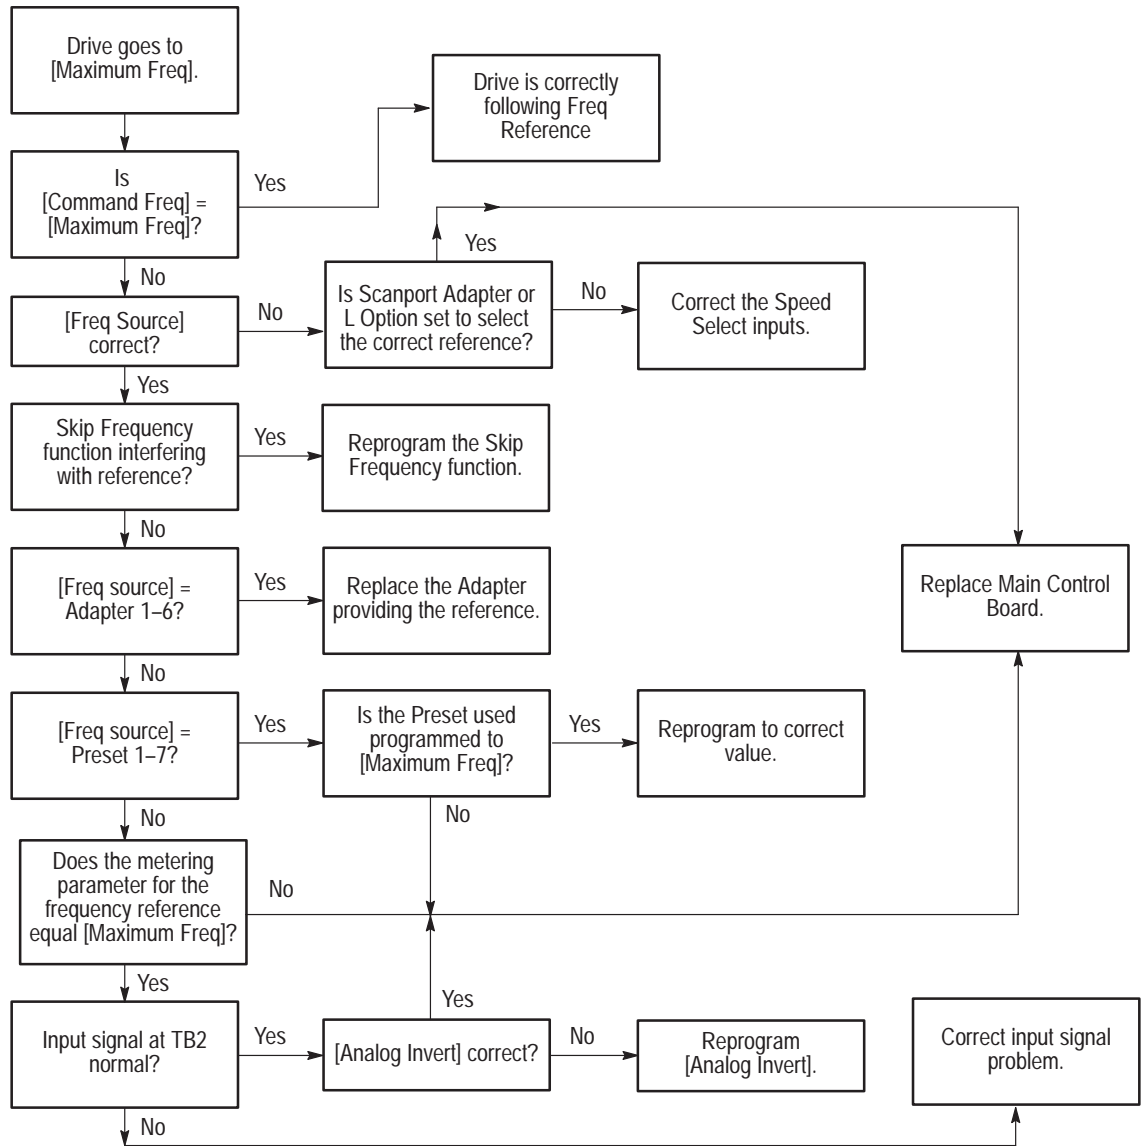 Drive goes to
[Maximum Freq].
Drive is correctly
following Freq
Reference
Is
[Command Freq] =
[Maximum Freq]?
Yes
No
Yes
[Freq Source]
correct?
No
Is Scanport Adapter or
L Option set to select
the correct reference?
No
Correct the Speed
Select inputs.
Yes
Skip Frequency
function interfering
with reference?
Yes
Reprogram the Skip
Frequency function.
No
[Freq source] =
Adapter 1–6?
Yes
Replace the Adapter
providing the reference.
Replace Main Control
Board.
No
[Freq source] =
Preset 1–7?
Yes
Is the Preset used
programmed to
[Maximum Freq]?
Yes
Reprogram to correct
value.
No
No
Does the metering
parameter for the
frequency reference
equal [Maximum Freq]?
No
Yes
Yes
Input signal at TB2
normal?
Yes
[Analog Invert] correct?
No
Reprogram
[Analog Invert].
Correct input signal
problem.
No